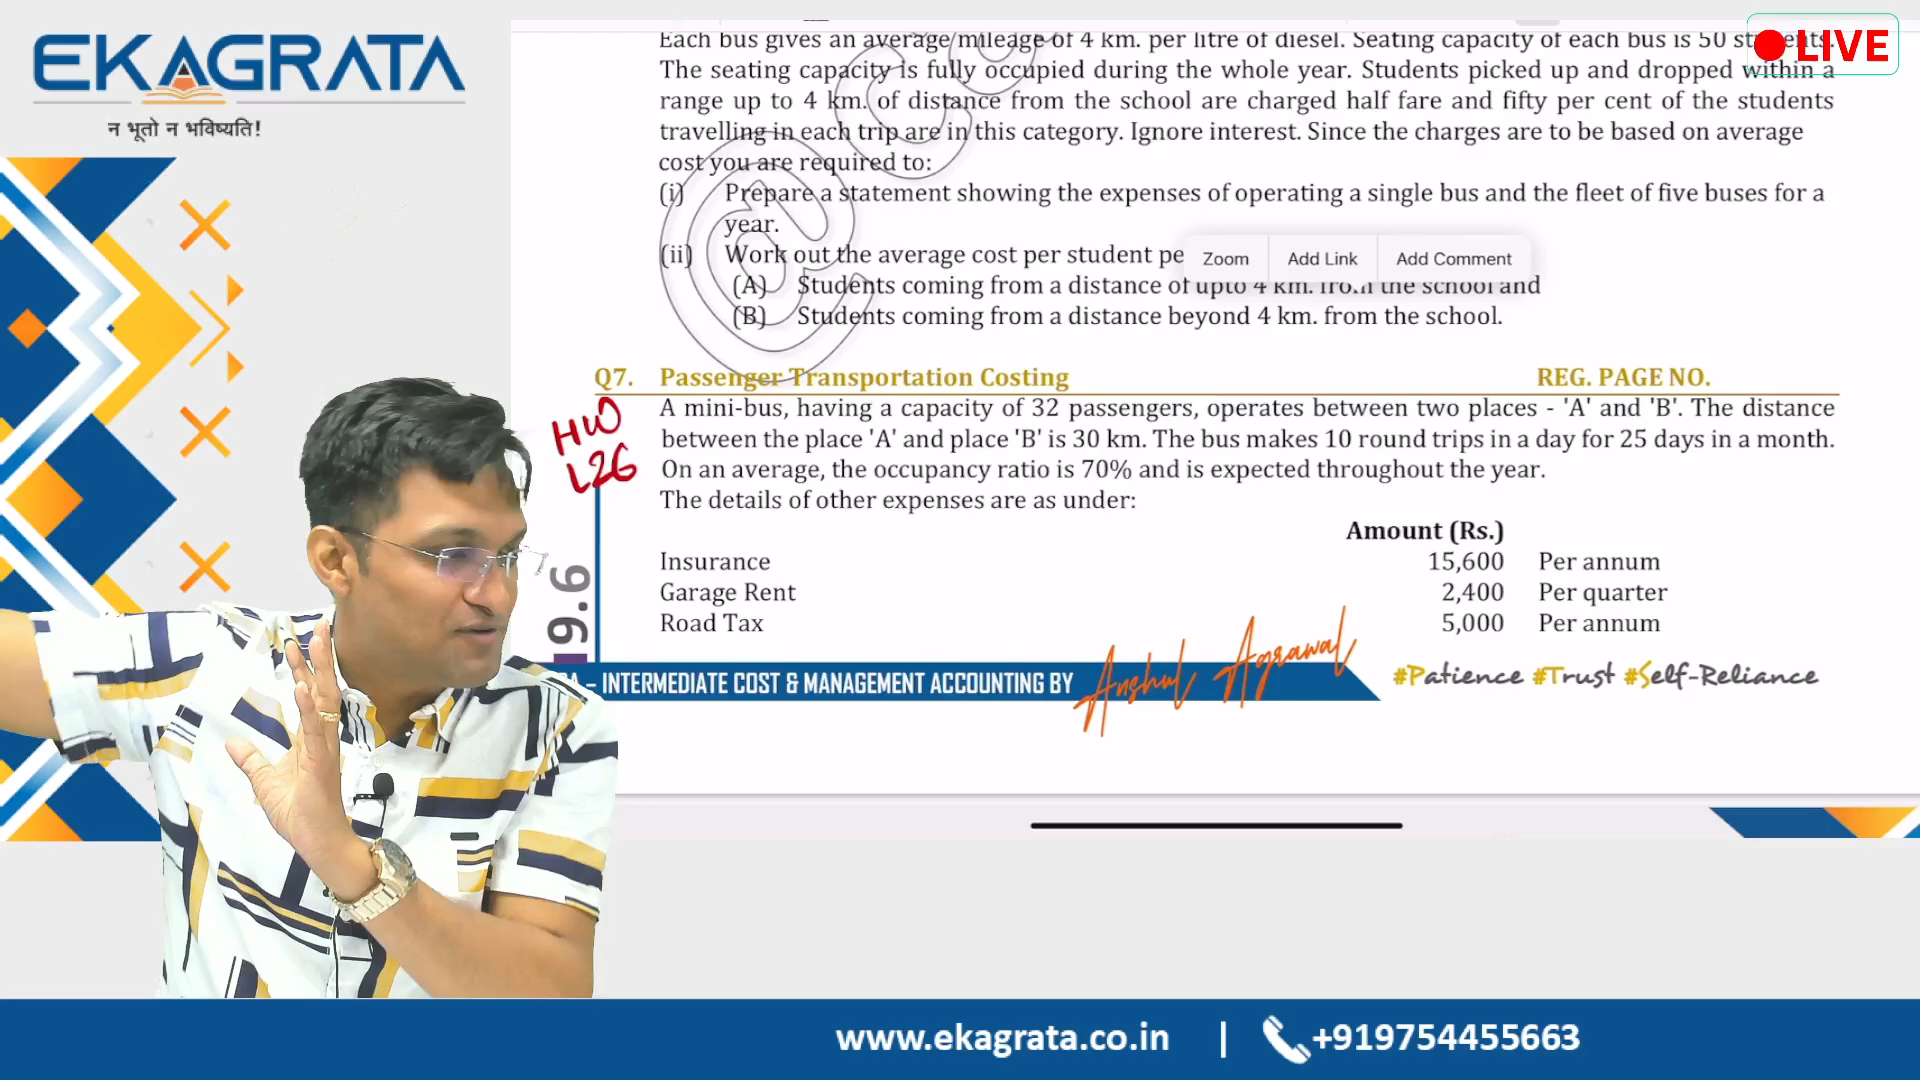 EKAGRATA
न भूतो न भविष्यति!
LIVE
Each bus gives an average mileage of 4 km. per litre of diesel. Seating capacity of each bus is 50 students.
The seating capacity is fully occupied during the whole year. Students picked up and dropped within a
range up to 4 km. of distance from the school are charged half fare and fifty per cent of the students
travelling in each trip are in this category. Ignore interest. Since the charges are to be based on average
cost you are required to:
(i) Prepare a statement showing the expenses of operating a single bus and the fleet of five buses for a
year.
(ii) Work out the average cost per student pe
Zoom Add Link Add Comment
(A) Students coming from a distance of upto 4 km. from the school and
(B) Students coming from a distance beyond 4 km. from the school.
Q7. Passenger Transportation Costing REG. PAGE NO.
HW
L26
A mini-bus, having a capacity of 32 passengers, operates between two places - 'A' and 'B'. The distance
between the place 'A' and place 'B' is 30 km. The bus makes 10 round trips in a day for 25 days in a month.
On an average, the occupancy ratio is 70% and is expected throughout the year.
The details of other expenses are as under:
Amount (Rs.)
Insurance 15,600 Per annum
Garage Rent 2,400 Per quarter
Road Tax 5,000 Per annum
19.6
– INTERMEDIATE COST & MANAGEMENT ACCOUNTING BY Anshul Agrawal
#Patience #Trust #Self-Reliance
www.ekagrata.co.in | +919754455663